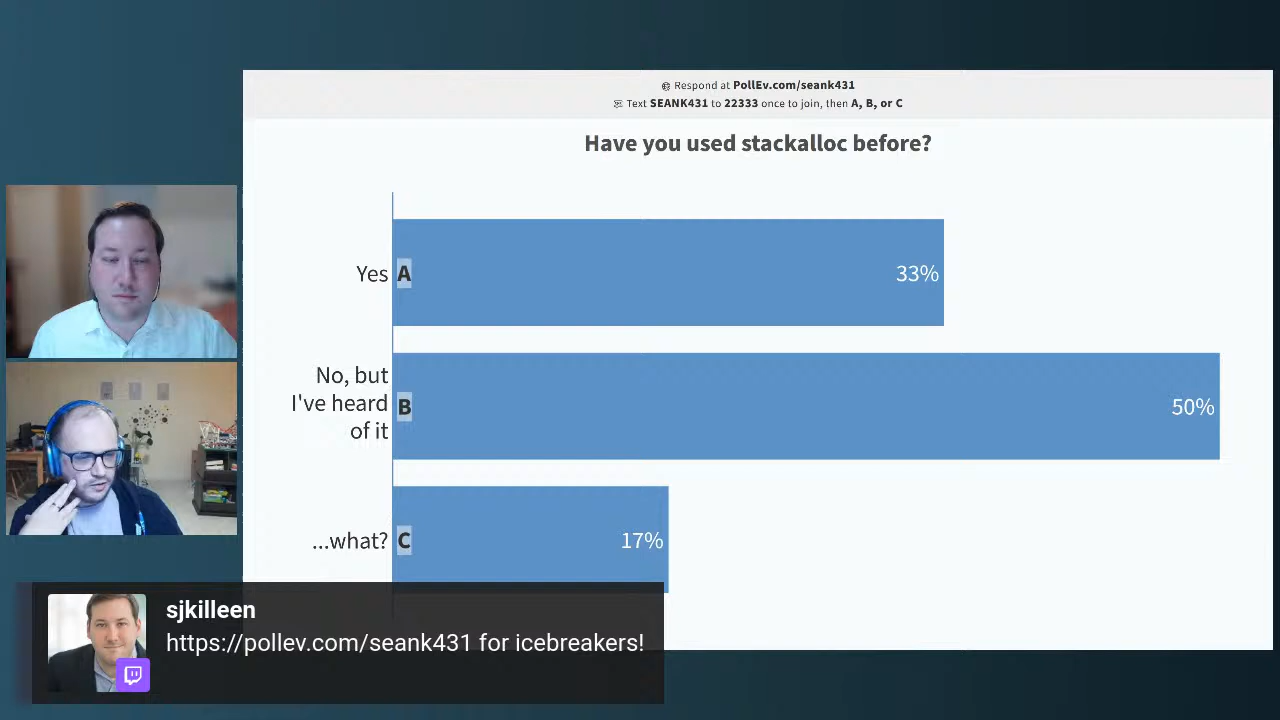 Respond at PollEv.com/seank431
Text SEANK431 to 22333 once to join, then A, B, or C
Have you used stackalloc before?
Yes A 33%
No, but
I've heard
of it
B 50%
...what? C 17%
sjkilleen
https://pollev.com/seank431 for icebreakers!